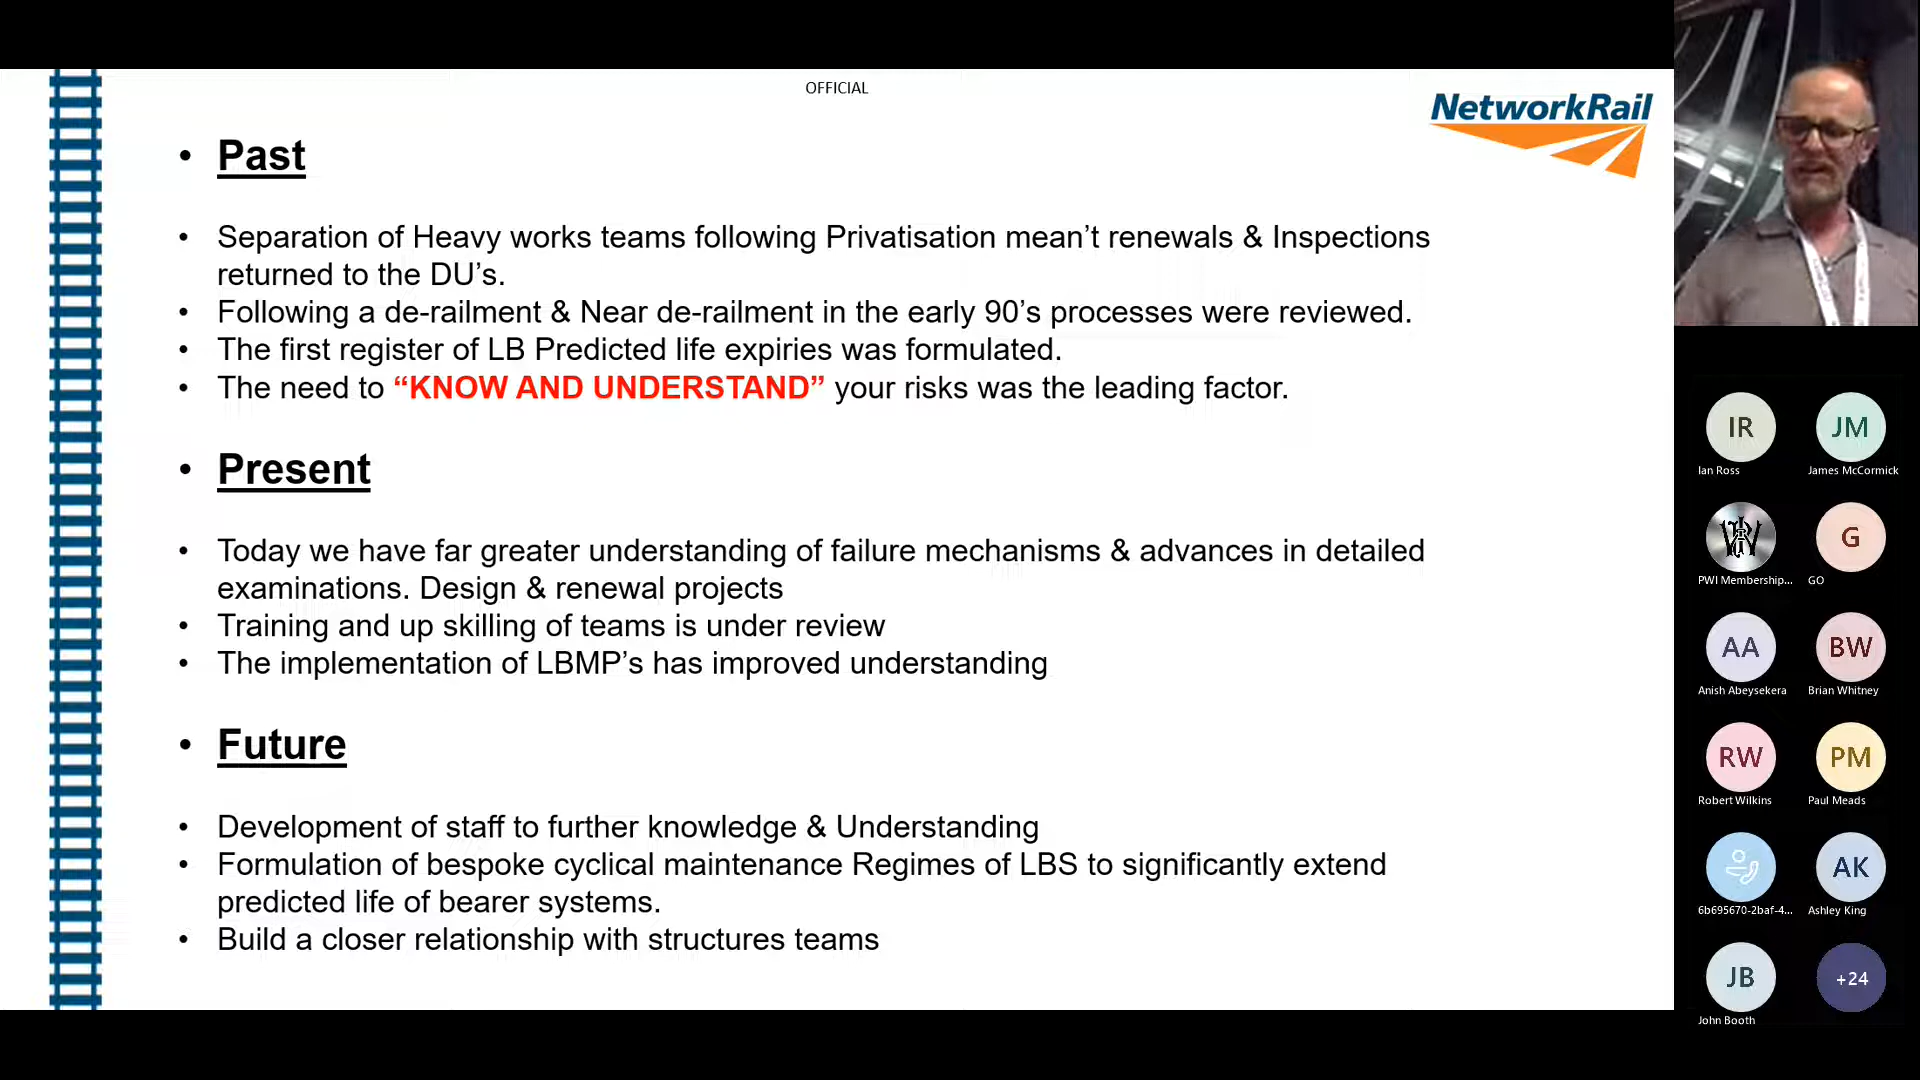 OFFICIAL
NetworkRail
• Past
• Separation of Heavy works teams following Privatisation mean’t renewals & Inspections
returned to the DU’s.
• Following a de-railment & Near de-railment in the early 90’s processes were reviewed.
• The first register of LB Predicted life expiries was formulated.
• The need to “KNOW AND UNDERSTAND” your risks was the leading factor.
• Present
• Today we have far greater understanding of failure mechanisms & advances in detailed
examinations. Design & renewal projects
• Training and up skilling of teams is under review
• The implementation of LBMP’s has improved understanding
• Future
• Development of staff to further knowledge & Understanding
• Formulation of bespoke cyclical maintenance Regimes of LBS to significantly extend
predicted life of bearer systems.
• Build a closer relationship with structures teams
IR
Ian Ross
JM
James McCormick
PWI Membership...
G
GO
AA
Anish Abeysekera
BW
Brian Whitney
RW
Robert Wilkins
PM
Paul Meads
6b695670-2baf-4...
AK
Ashley King
JB
John Booth
+24